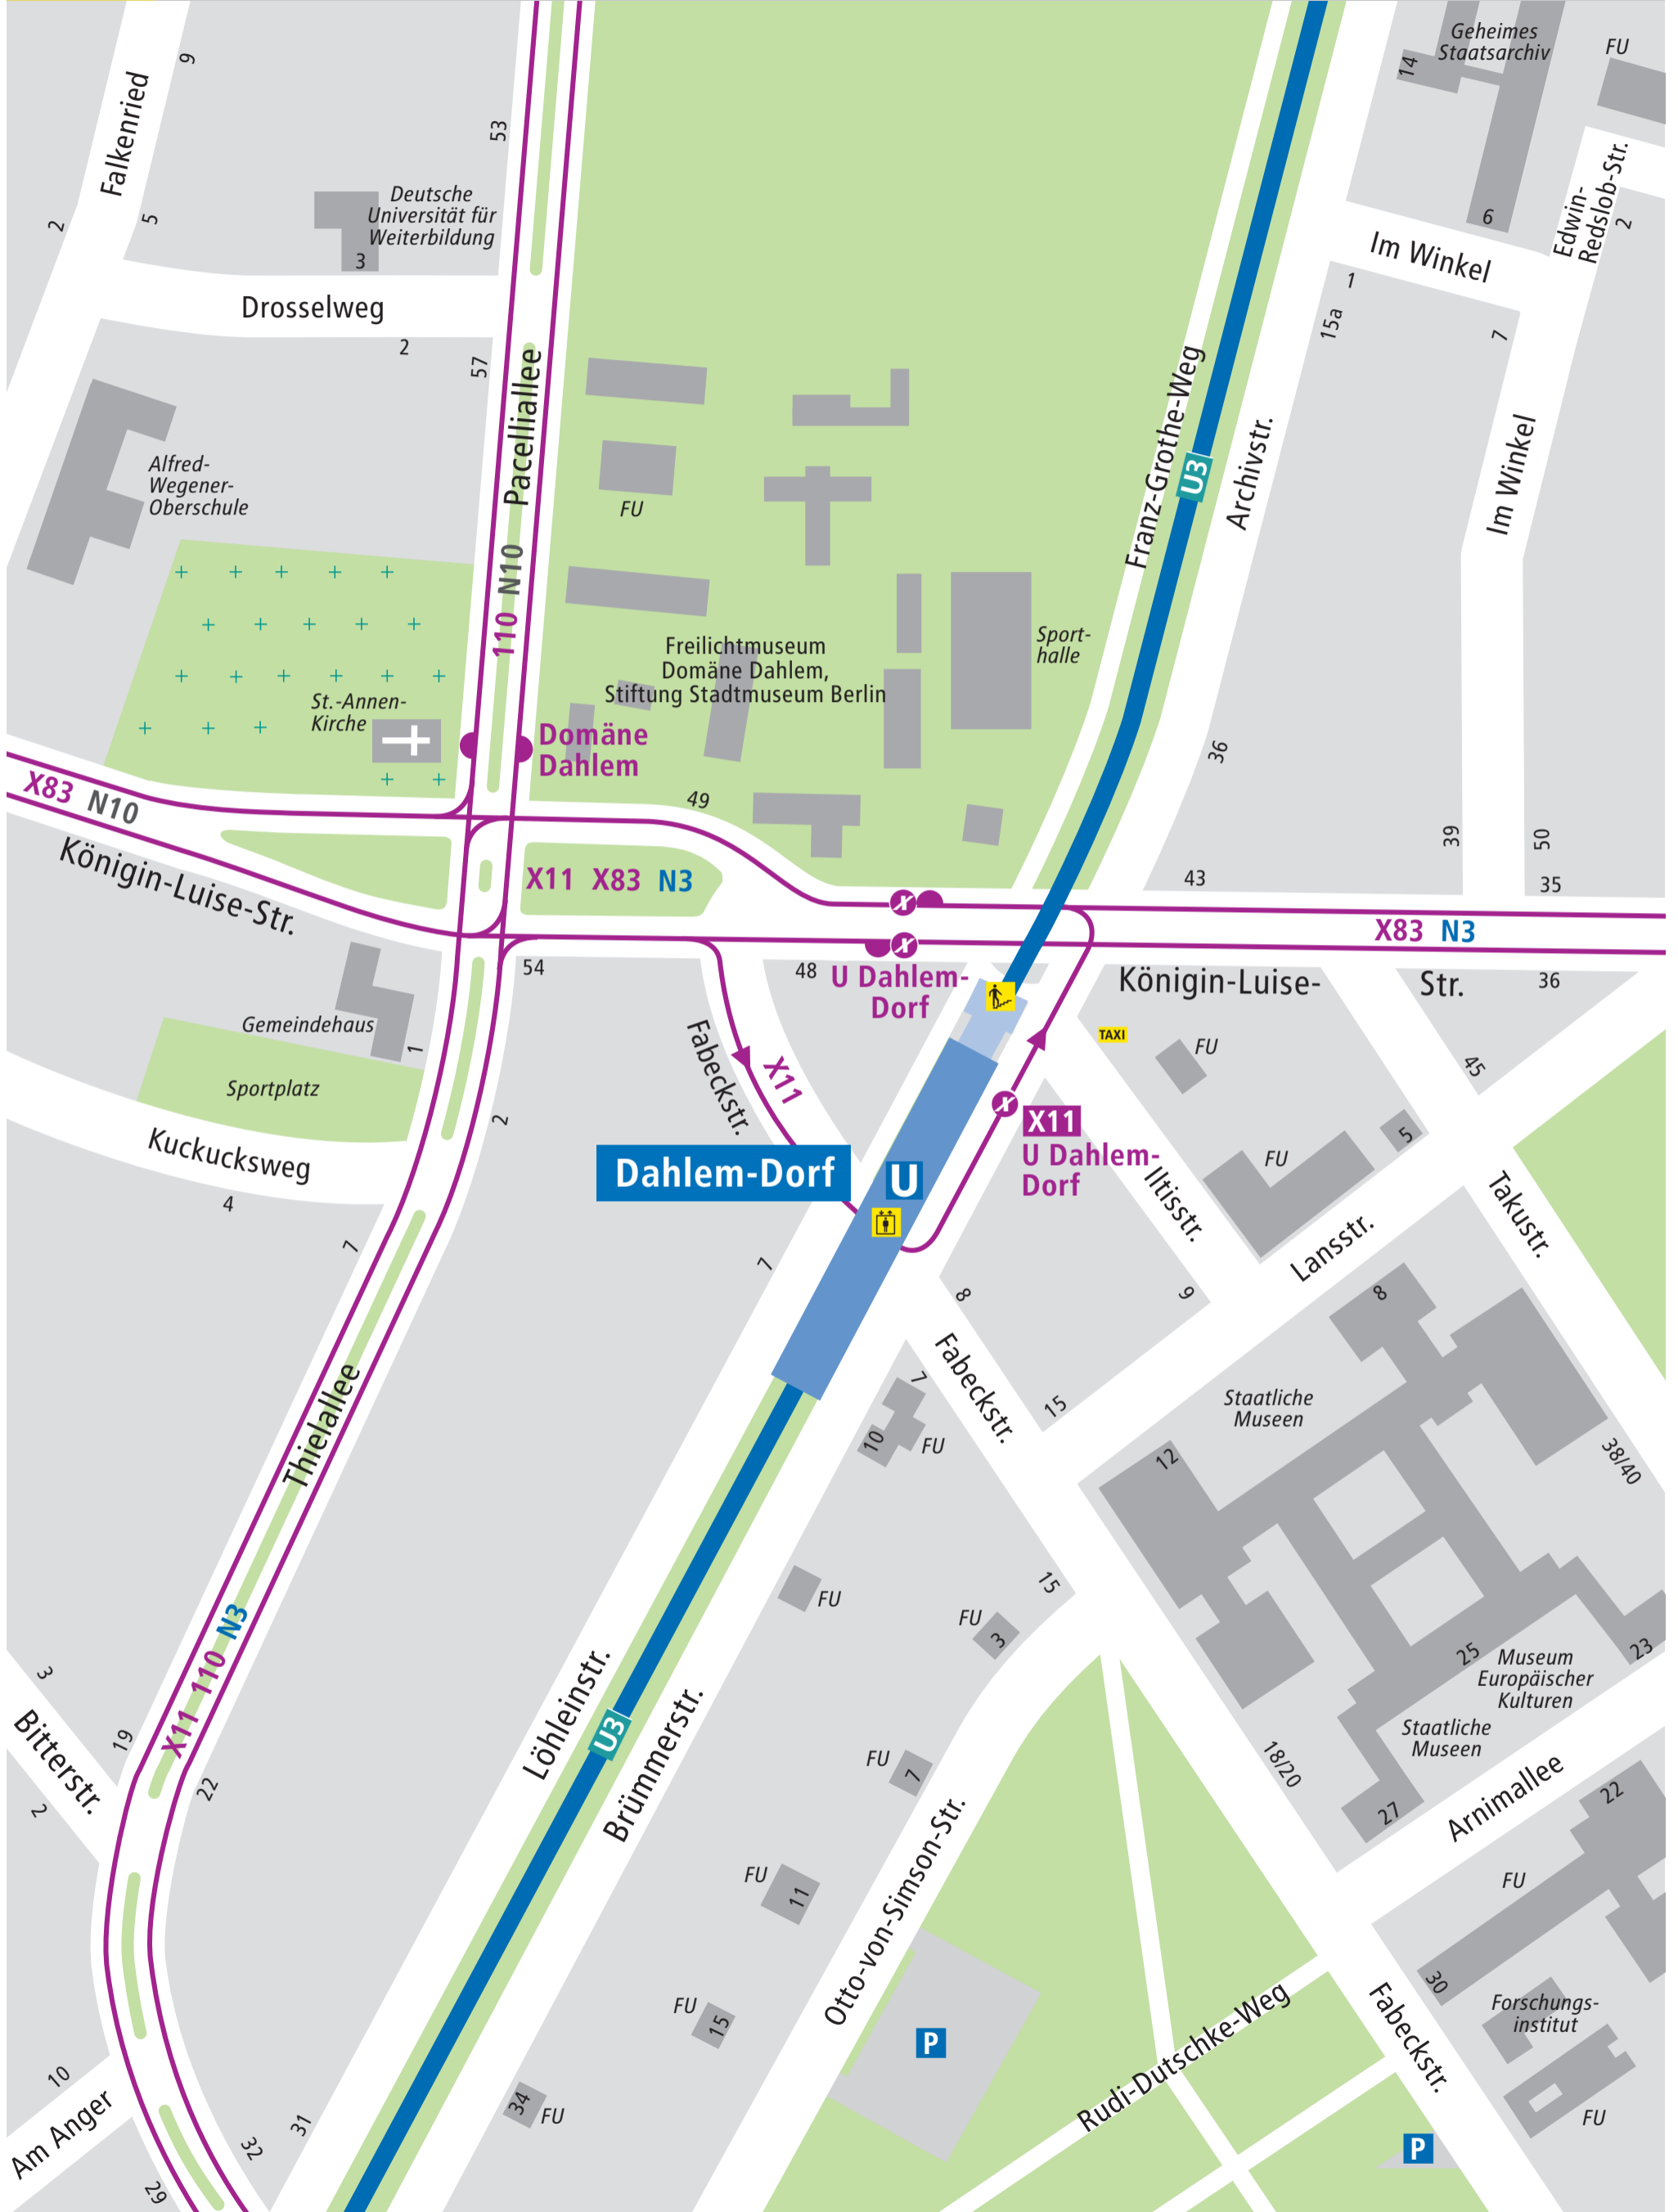 Geheimes
Staatsarchiv
FU
14
6
Edwin-
Redslob-Str.
2
Falkenried
9
2
5
53
Deutsche
Universität für
Weiterbildung
3
Drosselweg
2
57
Im Winkel
1
15a
7
Im Winkel
Pacelliallee
110 N10
Franz-Grothe-Weg
U3
Archivstr.
Alfred-
Wegener-
Oberschule
FU
Freilichtmuseum
Domäne Dahlem,
Stiftung Stadtmuseum Berlin
Sport-
halle
St.-Annen-
Kirche
Domäne
Dahlem
36
49
X83 N10
Königin-Luise-Str.
X11 X83 N3
X
43
39
50
35
X83 N3
54
48
X
U Dahlem-
Dorf
Königin-Luise-
Str.
36
Gemeindehaus
1
Sportplatz
2
Kuckucksweg
4
7
Fabeckstr.
X11
TAXI
FU
45
X
X11
U Dahlem-
Dorf
5
FU
Dahlem-Dorf
U
Iltisstr.
Lansstr.
Takustr.
7
8
9
8
Fabeckstr.
15
7
10
FU
Staatliche
Museen
12
38/40
Thielallee
X11 110 N3
FU
15
FU
3
25
23
Museum
Europäischer
Kulturen
Staatliche
Museen
27
18/20
Arnimallee
3
Bitterstr.
2
19
22
Löhleinstr.
U3
Brümmerstr.
FU
7
FU
11
Otto-von-Simson-Str.
22
FU
30
Forschungs-
institut
FU
FU
15
P
Rudi-Dutschke-Weg
Fabeckstr.
P
10
Am Anger
29
32
31
34
FU